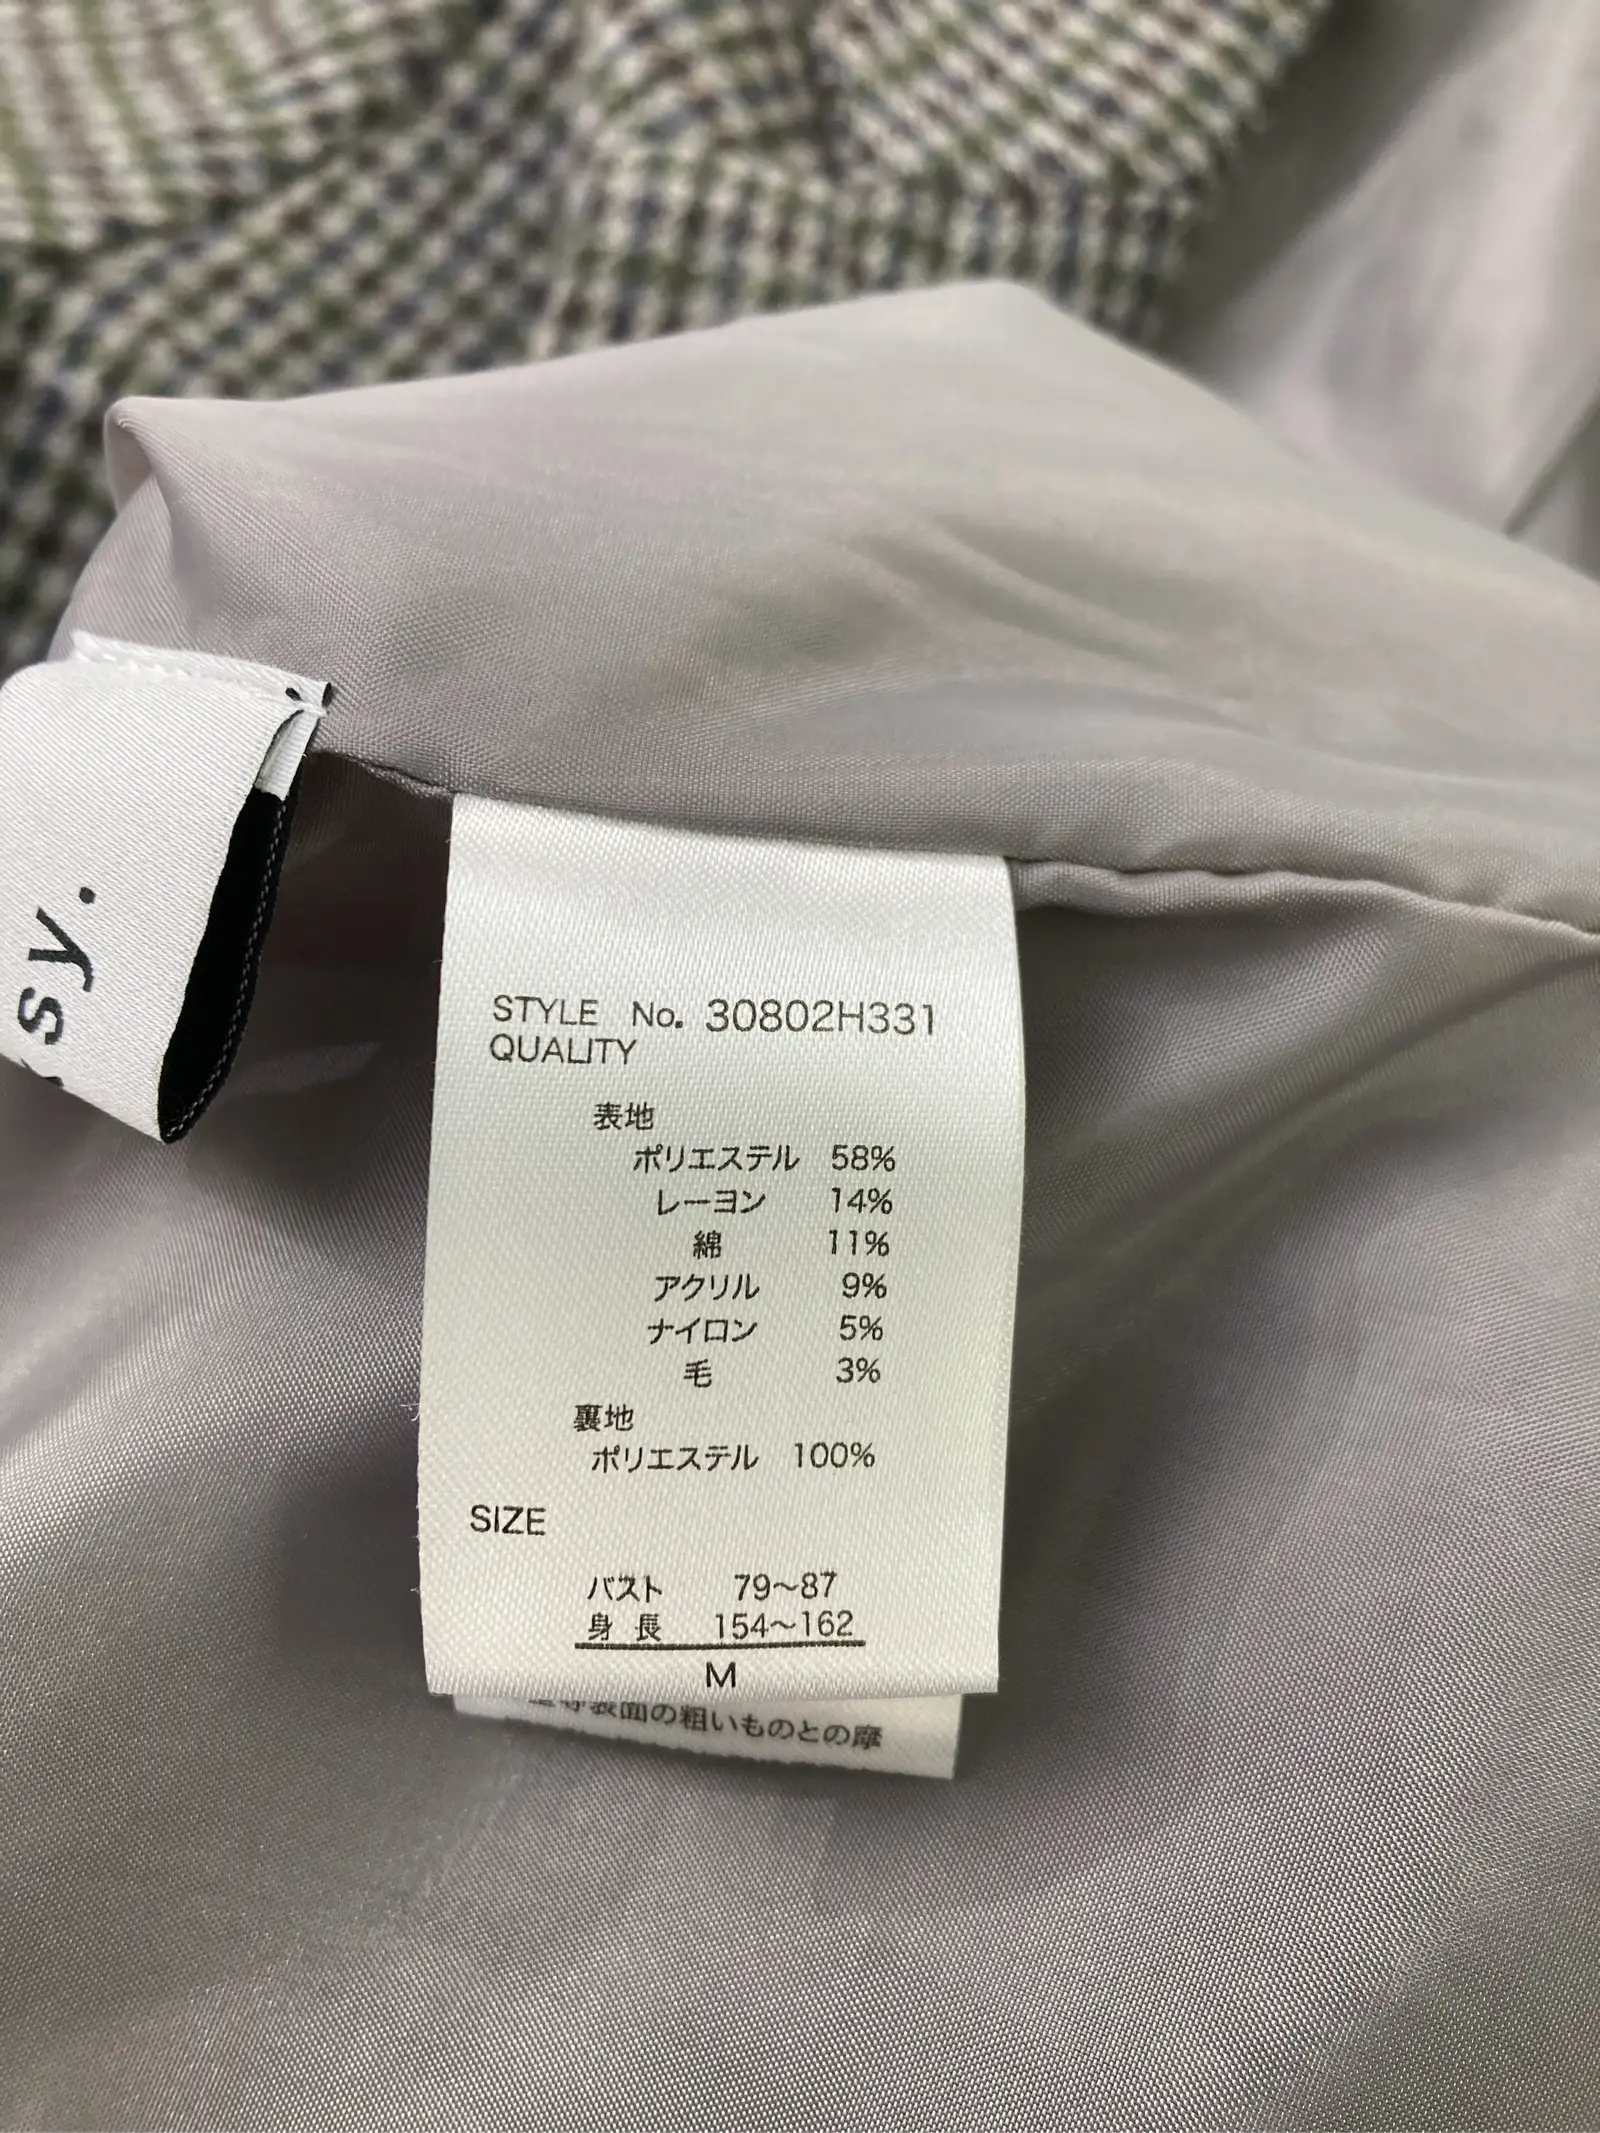 sy.
STYLE No. 30802H331
QUALITY
表地
ポリエステル 58%
レーヨン 14%
綿 11%
アクリル 9%
ナイロン 5%
毛 3%
裏地
ポリエステル 100%
SIZE
バスト 79〜87
身 長 154〜162
M
表面の粗いものとの摩